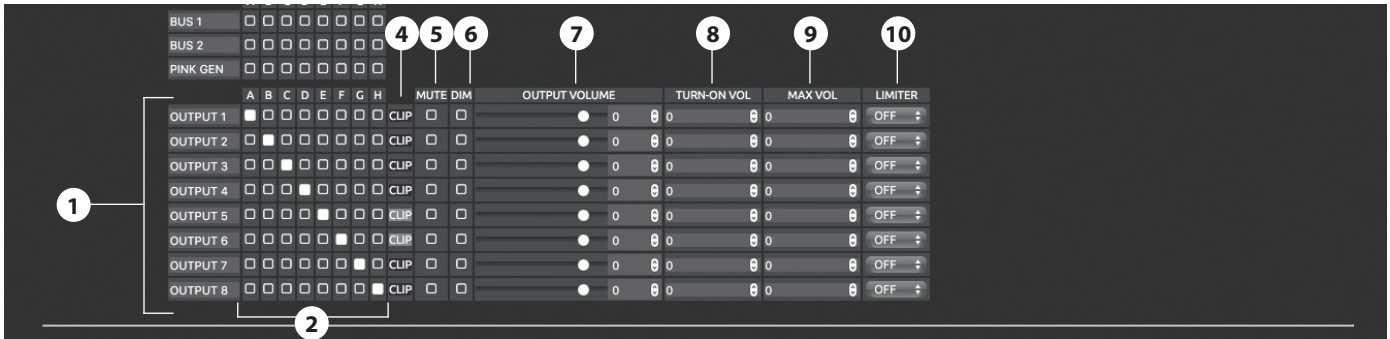 BUS 1
BUS 2
PINK GEN
4 5 6 7 8 9 10
A B C D E F G H MUTE DIM OUTPUT VOLUME TURN-ON VOL MAX VOL LIMITER
OUTPUT 1 CLIP 0 0 0 OFF
OUTPUT 2 CLIP 0 0 0 OFF
OUTPUT 3 CLIP 0 0 0 OFF
OUTPUT 4 CLIP 0 0 0 OFF
1
OUTPUT 5 CLIP 0 0 0 OFF
OUTPUT 6 CLIP 0 0 0 OFF
OUTPUT 7 CLIP 0 0 0 OFF
OUTPUT 8 CLIP 0 0 0 OFF
2